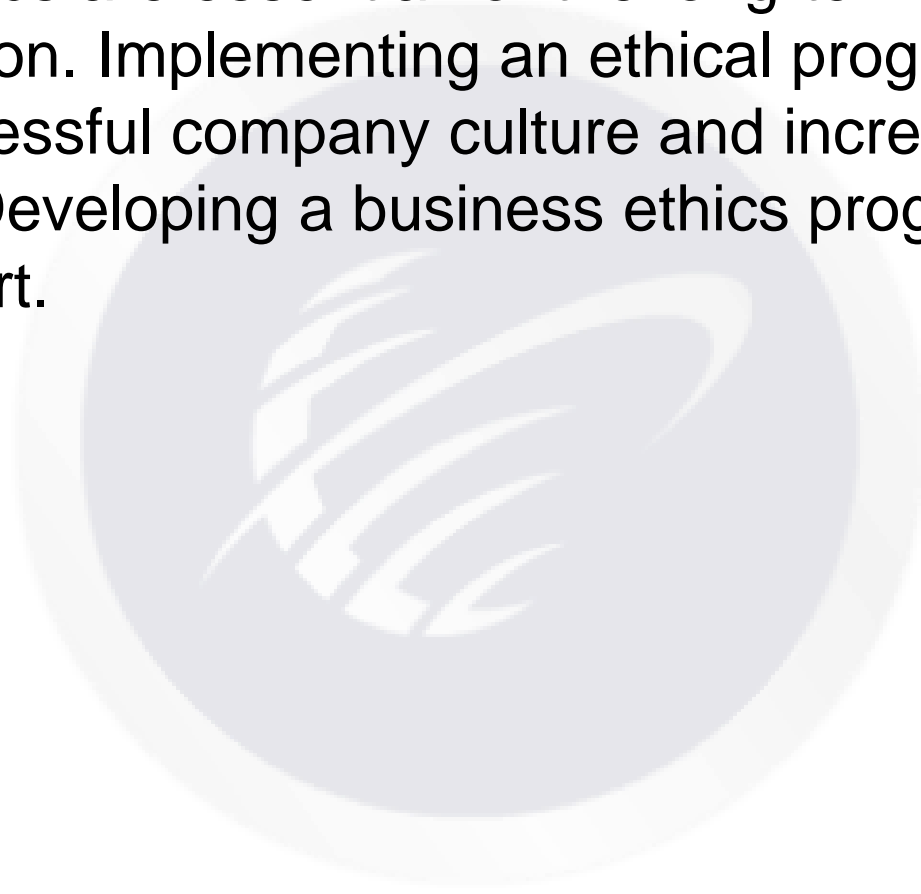 on. Implementing an ethical prog
essful company culture and incre
Developing a business ethics prog
rt.